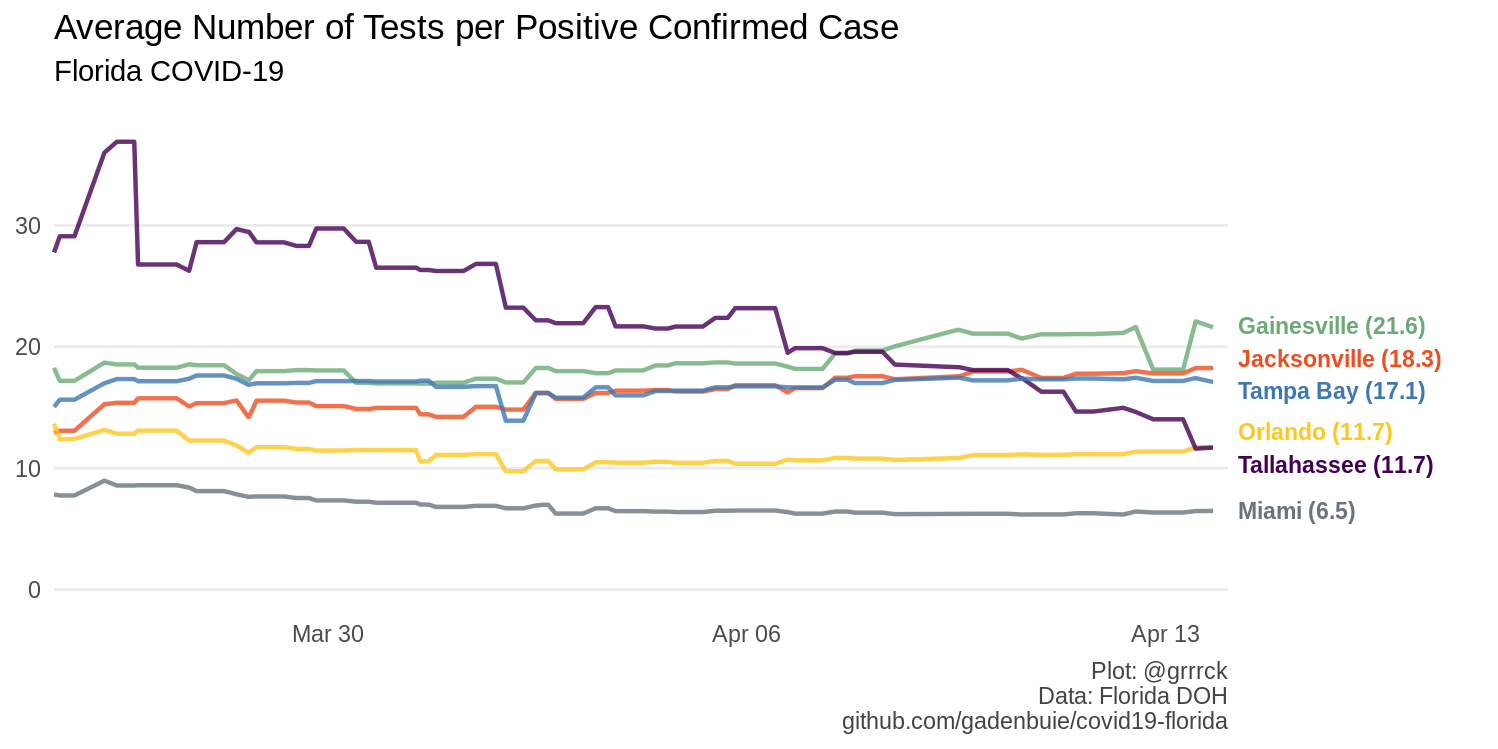 Average Number of Tests per Positive Confirmed Case
Florida COVID-19
30
20
10
0
Mar 30
Apr 06
Apr 13
Gainesville (21.6)
Jacksonville (18.3)
Tampa Bay (17.1)
Orlando (11.7)
Tallahassee (11.7)
Miami (6.5)
Plot: @grrrck
Data: Florida DOH
github.com/gadenbuie/covid19-florida